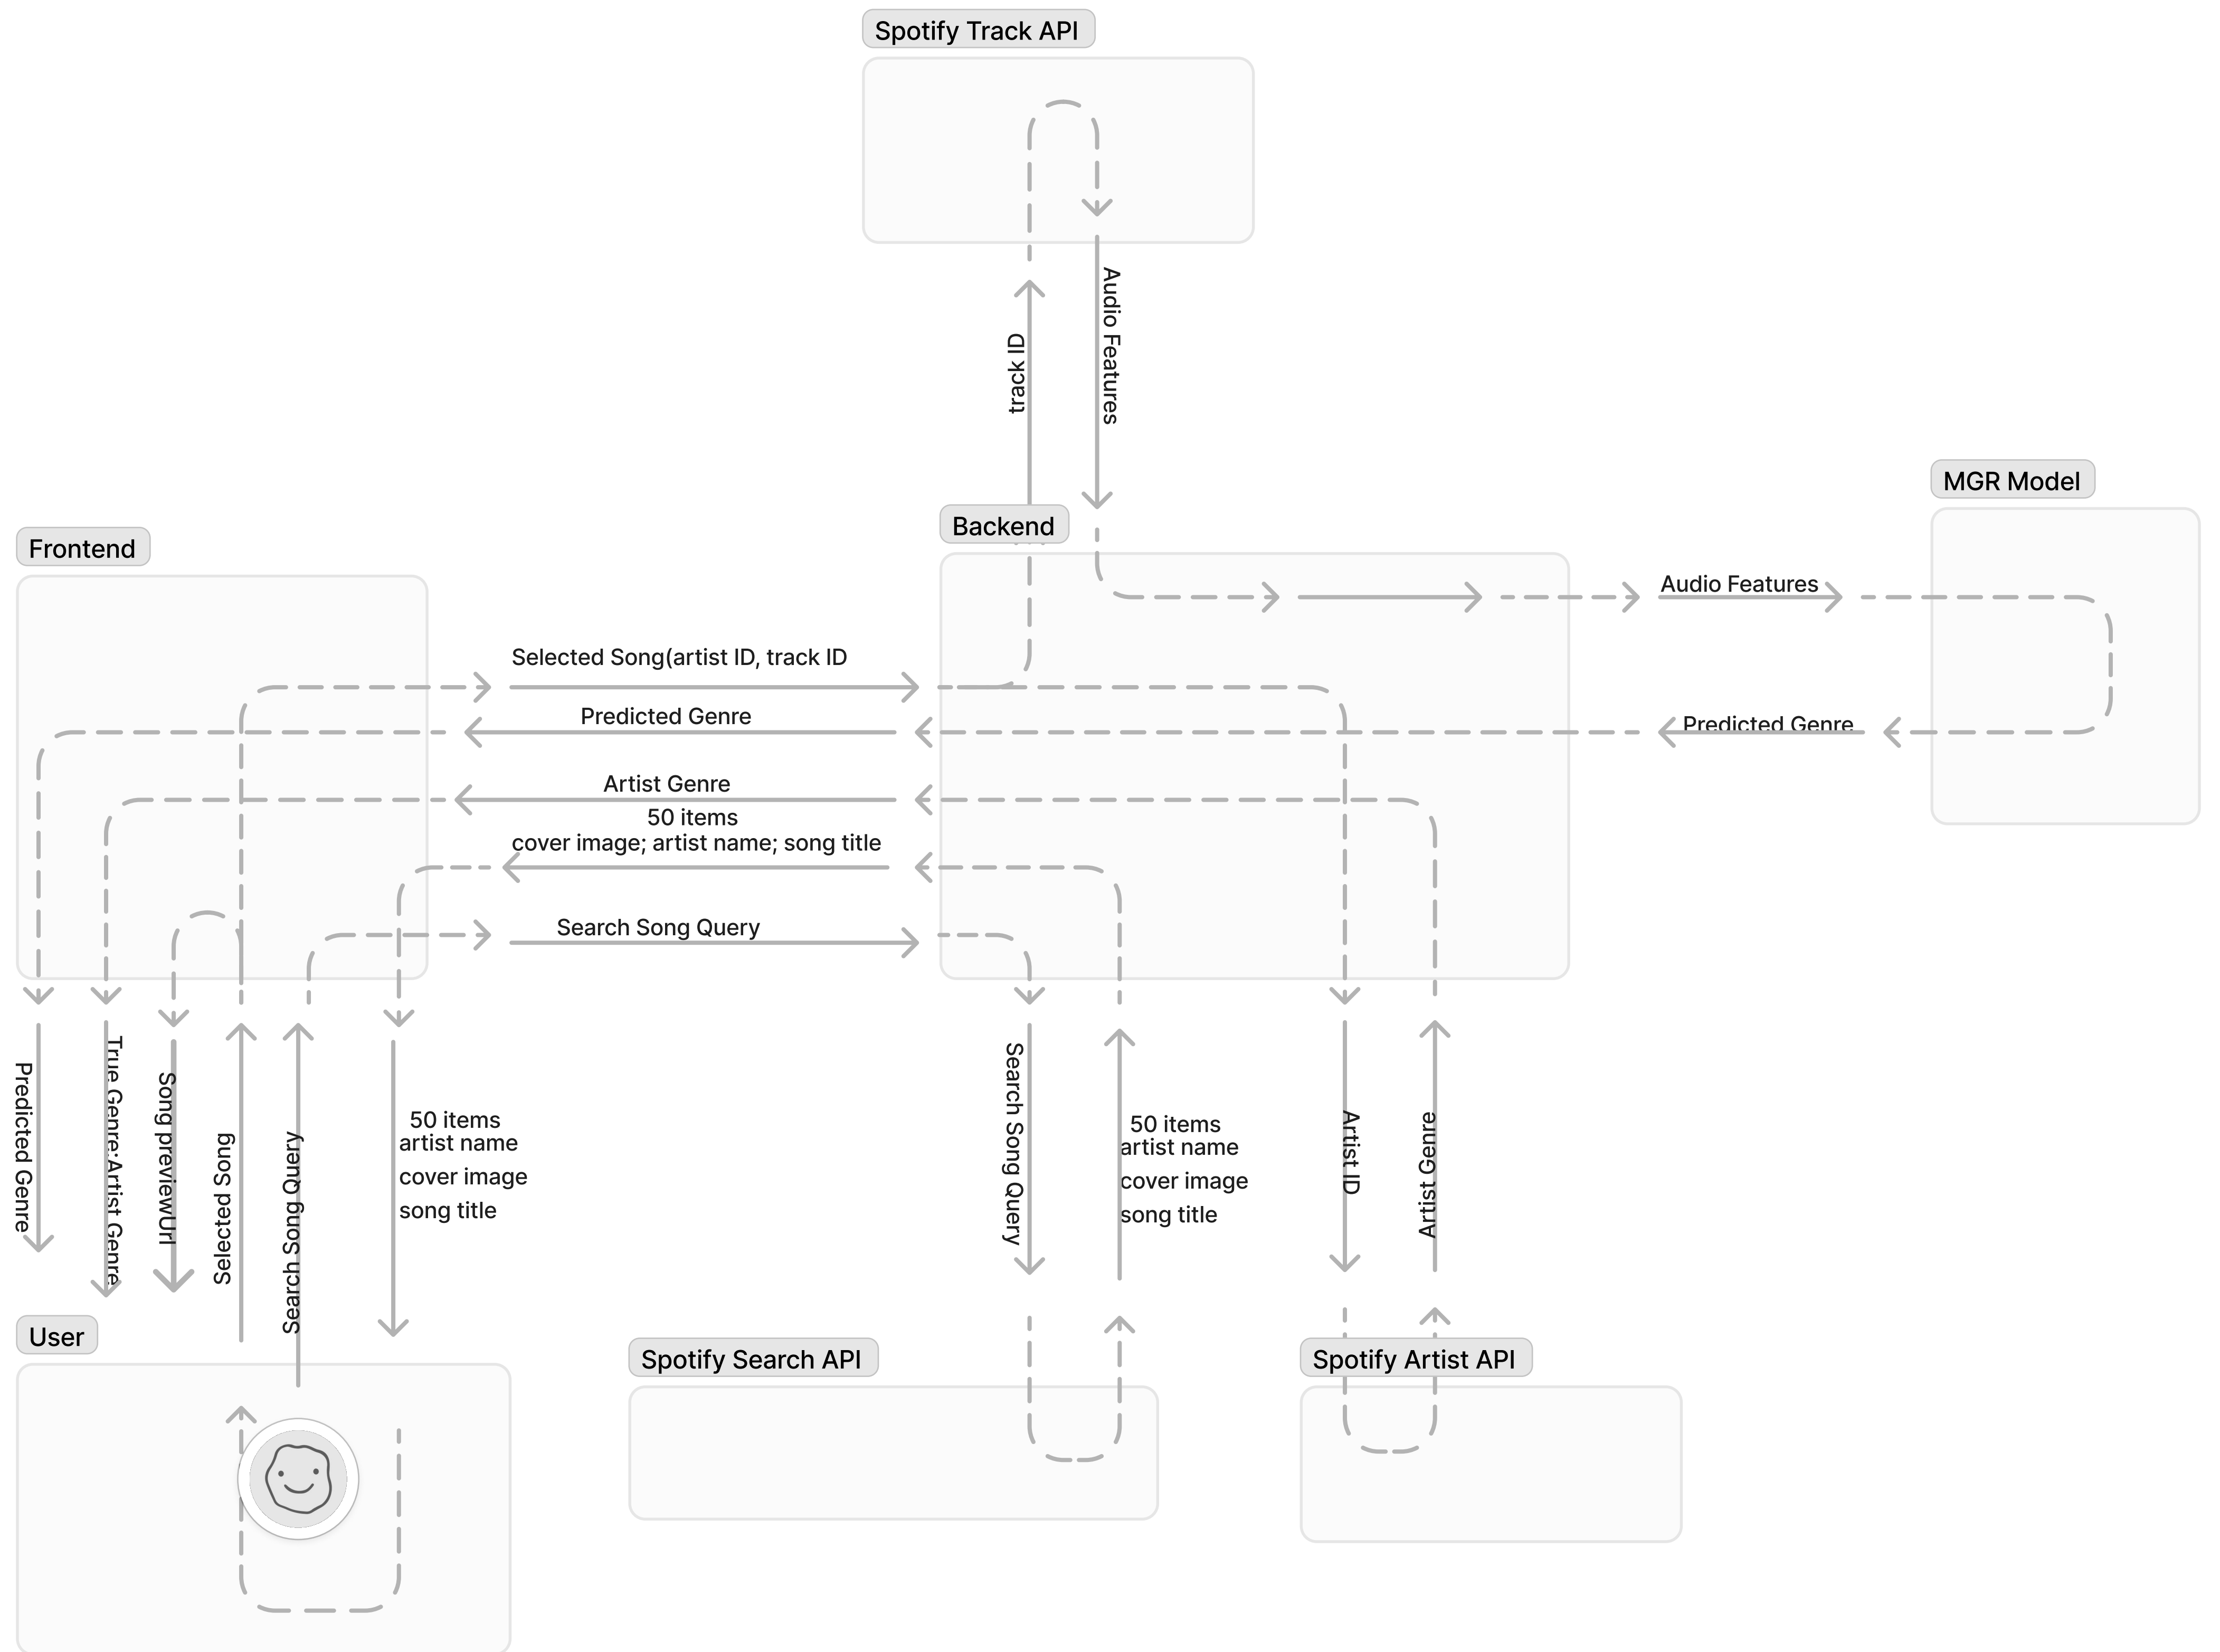 Spotify Track API
track ID
Audio Features
MGR Model
Backend
Frontend
Audio Features
Selected Song(artist ID, track ID
Predicted Genre
Predicted Genre
Artist Genre
50 items
cover image; artist name; song title
Search Song Query
Predicted Genre
True Genre:Artist Genre
Song previewUrl
Selected Song
Search Song Query
50 items
artist name
cover image
song title
Search Song Query
50 items
artist name
cover image
song title
Artist ID
Artist Genre
User
Spotify Search API
Spotify Artist API